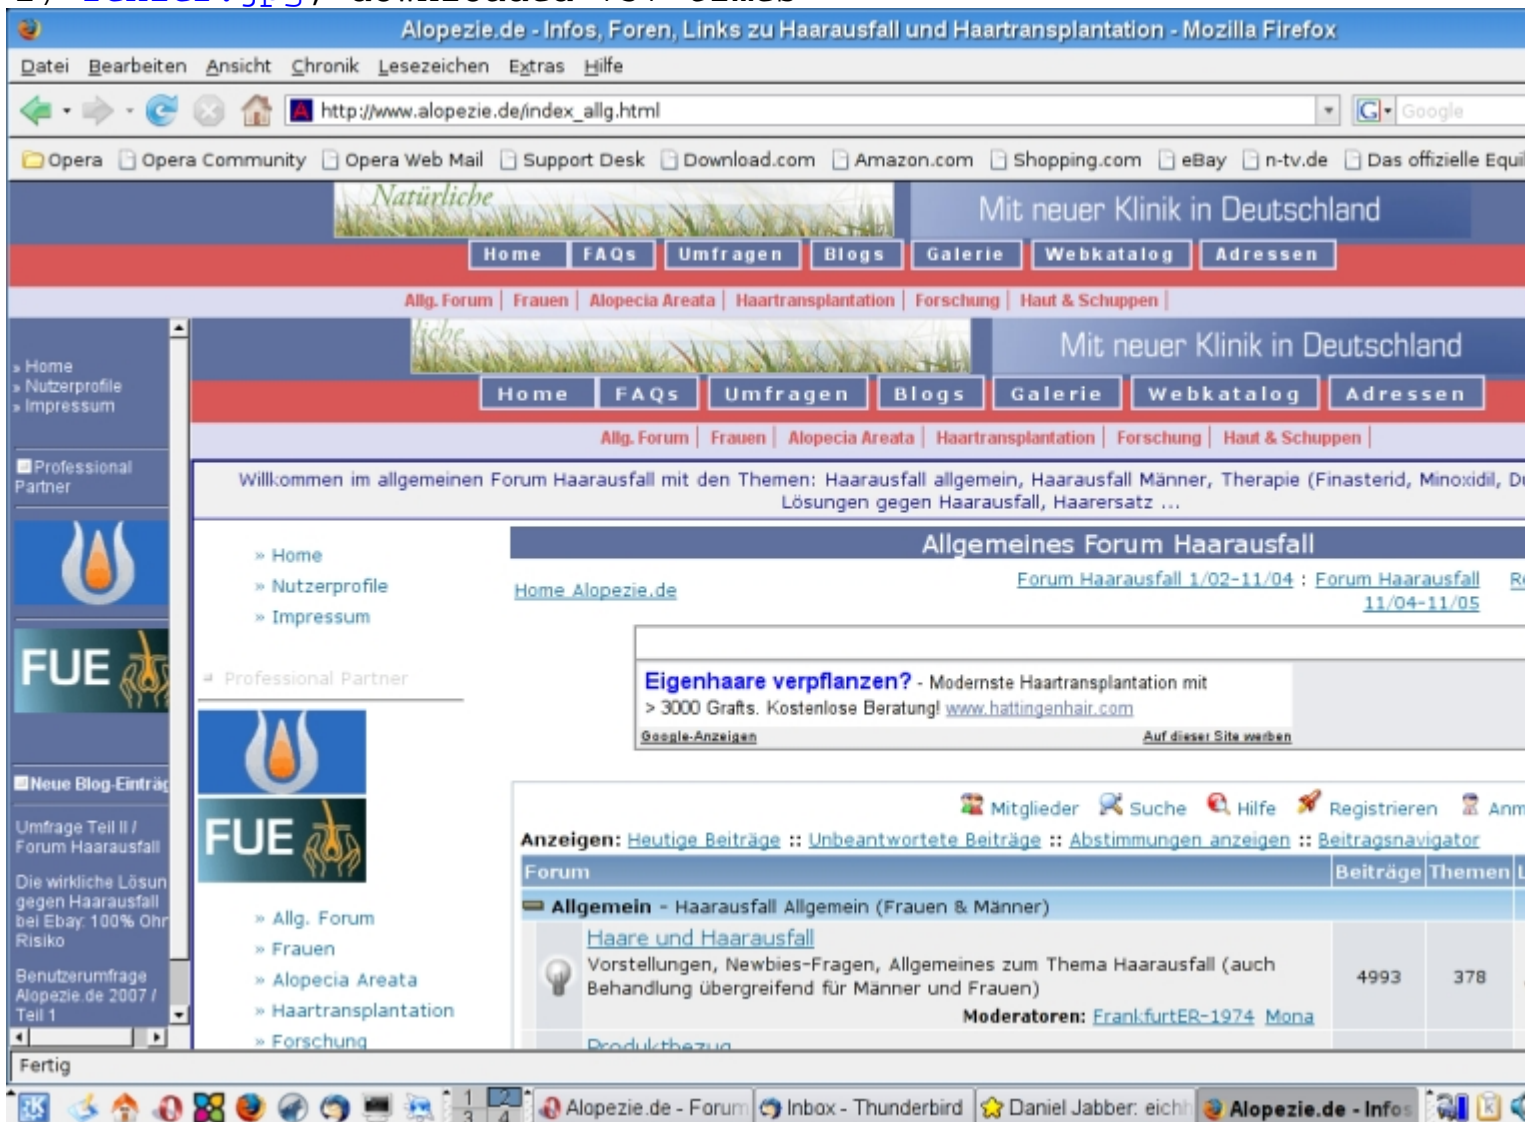 Alopezie.de - Infos, Foren, Links zu Haarausfall und Haartransplantation - Mozilla Firefox
Datei Bearbeiten Ansicht Chronik Lesezeichen Extras Hilfe
http://www.alopezie.de/index_allg.html
Google
Opera Opera Community Opera Web Mail Support Desk Download.com Amazon.com Shopping.com eBay n-tv.de Das offizielle
Natürliche
Mit neuer Klinik in Deutschland
Home FAQs Umfragen Blogs Galerie Webkatalog Adressen
Allg. Forum | Frauen | Alopecia Areata | Haartransplantation | Forschung | Haut & Schuppen |
» Home
» Nutzerprofile
» Impressum
Professional
Partner
FUE
Neue Blog-Einträg
Umfrage Teil II /
Forum Haarausfall
Die wirkliche Lösun
gegen Haarausfall
bei Ebay: 100% Ohn
Risiko
Benutzerumfrage
Alopezie.de 2007 /
Teil 1
liche
Mit neuer Klinik in Deutschland
Home FAQs Umfragen Blogs Galerie Webkatalog Adressen
Allg. Forum | Frauen | Alopecia Areata | Haartransplantation | Forschung | Haut & Schuppen |
Willkommen im allgemeinen Forum Haarausfall mit den Themen: Haarausfall allgemein, Haarausfall Männer, Therapie (Finasterid, Minoxidil,
Lösungen gegen Haarausfall, Haarersatz ...
» Home
» Nutzerprofile
» Impressum
Professional Partner
FUE
» Allg. Forum
» Frauen
» Alopecia Areata
» Haartransplantation
» Forschung
Allgemeines Forum Haarausfall
Home Alopezie.de
Forum Haarausfall 1/02-11/04 : Forum Haarausfall
11/04-11/05
Eigenhaare verpflanzen? - Modernste Haartransplantation mit
> 3000 Grafts. Kostenlose Beratung! www.hattingenhair.com
Google-Anzeigen Auf dieser Site werben
Mitglieder Suche Hilfe Registrieren Anm
Anzeigen: Heutige Beiträge :: Unbeantwortete Beiträge :: Abstimmungen anzeigen :: Beitragsnavigator
Forum Beiträge Themen
Allgemein - Haarausfall Allgemein (Frauen & Männer)
Haare und Haarausfall
Vorstellungen, Newbies-Fragen, Allgemeines zum Thema Haarausfall (auch
Behandlung übergreifend für Männer und Frauen)
4993 378
Moderatoren: FrankfurtER-1974 Mona
Produktbezug
Fertig
1 2
3 4
Alopezie.de - Forum Inbox - Thunderbird Daniel Jabber: eichh Alopezie.de - Infos